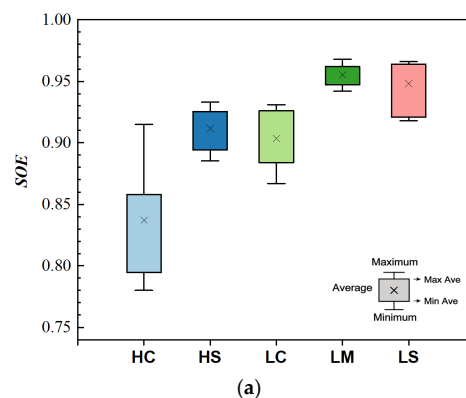 1.00
0.95
0.90
0.85
0.80
0.75
SOE
Maximum
Average
Max Ave
Min Ave
Minimum
HC HS LC LM LS
(a)